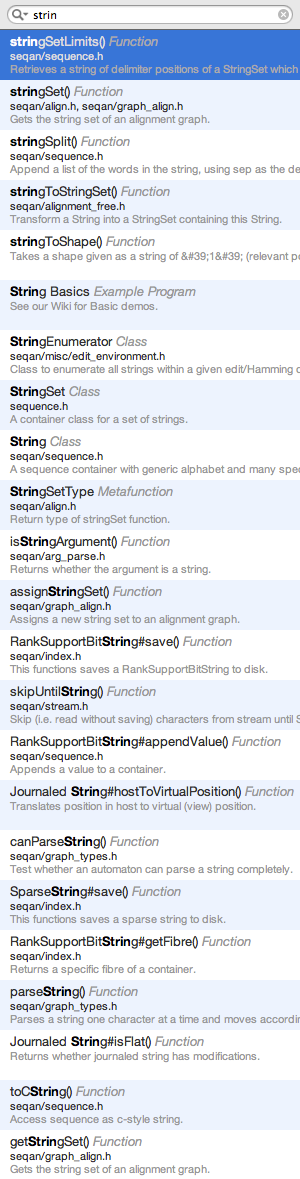 strin
stringSetLimits() Function
seqan/sequence.h
Retrieves a string of delimiter positions of a StringSet which
stringSet() Function
seqan/align.h, seqan/graph_align.h
Gets the string set of an alignment graph.
stringSplit() Function
seqan/sequence.h
Append a list of the words in the string, using sep as the de
stringToStringSet() Function
seqan/alignment_free.h
Transform a String into a StringSet containing this String.
stringToShape() Function
Takes a shape given as a string of &#39;1&#39; (relevant po
String Basics Example Program
See our Wiki for Basic demos.
StringEnumerator Class
seqan/misc/edit_environment.h
Class to enumerate all strings within a given edit/Hamming d
StringSet Class
sequence.h
A container class for a set of strings.
String Class
seqan/sequence.h
A sequence container with generic alphabet and many spec
StringSetType Metafunction
seqan/align.h
Return type of stringSet function.
isStringArgument() Function
seqan/arg_parse.h
Returns whether the argument is a string.
assignStringSet() Function
seqan/graph_align.h
Assigns a new string set to an alignment graph.
RankSupportBitString#save() Function
seqan/index.h
This functions saves a RankSupportBitString to disk.
skipUntilString() Function
seqan/stream.h
Skip (i.e. read without saving) characters from stream until S
RankSupportBitString#appendValue() Function
seqan/sequence.h
Appends a value to a container.
Journaled String#hostToVirtualPosition() Function
Translates position in host to virtual (view) position.
canParseString() Function
seqan/graph_types.h
Test whether an automaton can parse a string completely.
SparseString#save() Function
seqan/index.h
This functions saves a sparse string to disk.
RankSupportBitString#getFibre() Function
seqan/index.h
Returns a specific fibre of a container.
parseString() Function
seqan/graph_types.h
Parses a string one character at a time and moves accordin
Journaled String#isFlat() Function
Returns whether journaled string has modifications.
toCString() Function
seqan/sequence.h
Access sequence as c-style string.
getStringSet() Function
seqan/graph_align.h
Gets the string set of an alignment graph.